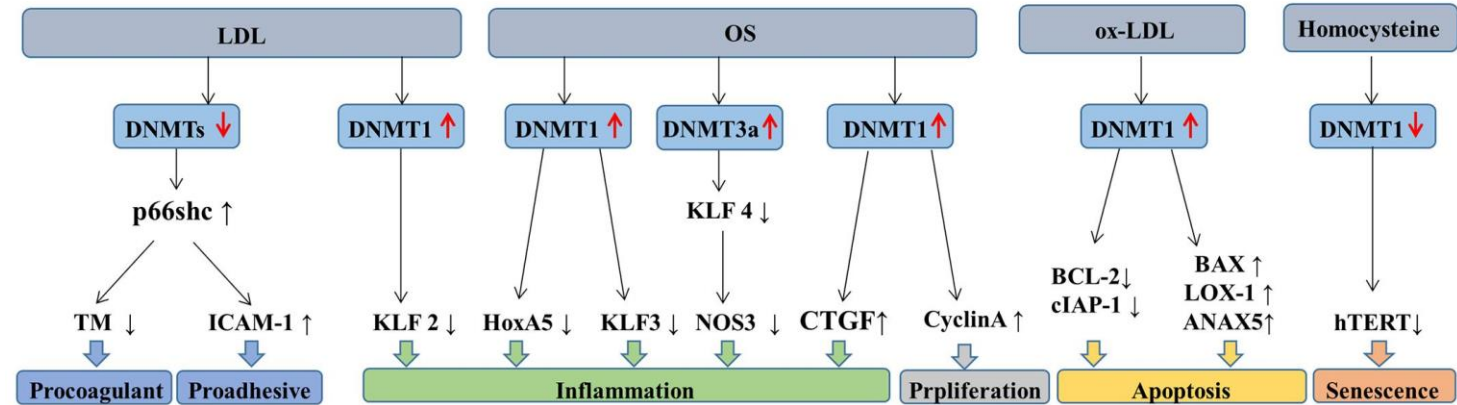 LDL OS ox-LDL Homocysteine
DNMTs ↓ DNMT1 ↑ DNMT1 ↑ DNMT3a ↑ DNMT1 ↑ DNMT1 ↑ DNMT1 ↓
p66shc ↑ KLF 4 ↓
BCL-2↓ BAX ↑
cIAP-1 ↓ LOX-1 ↑
TM ↓ ICAM-1 ↑ KLF 2 ↓ HoxA5 ↓ KLF3 ↓ NOS3 ↓ CTGF↑ CyclinA ↑ ANAX5↑ hTERT↓
Procoagulant Proadhesive Inflammation Prpliferation Apoptosis Senescence